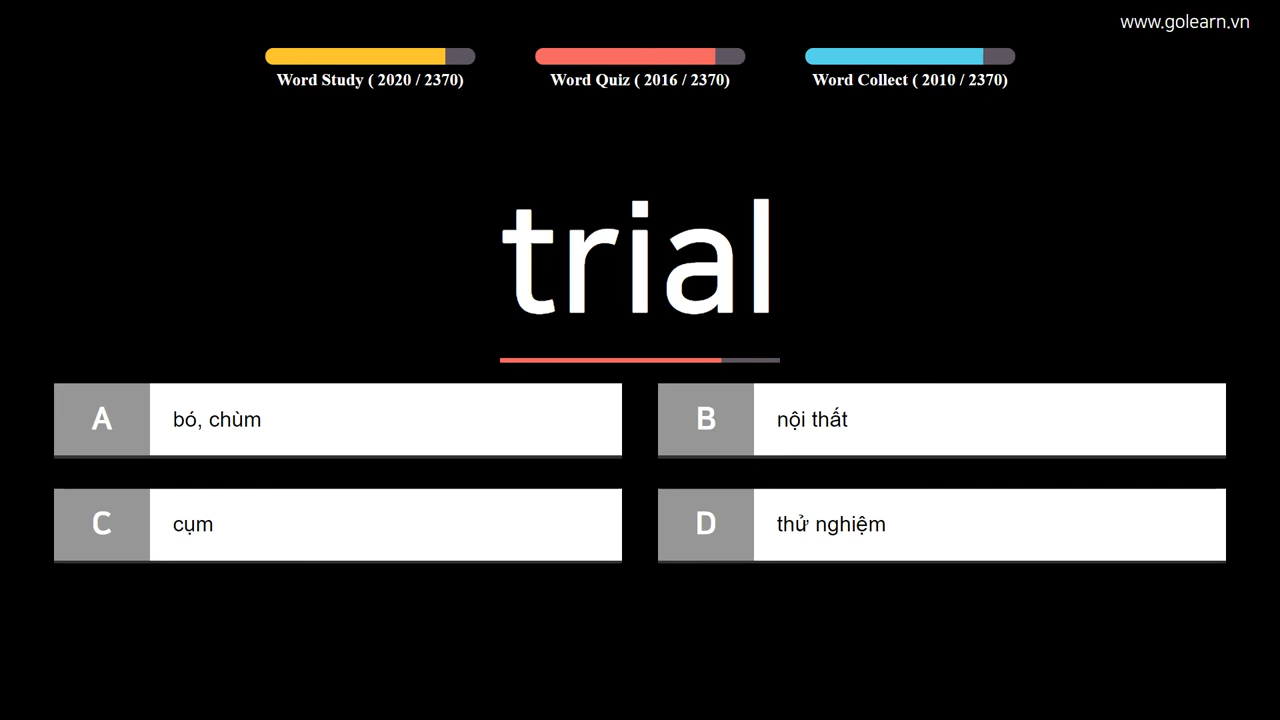 www.golearn.vn
Word Study ( 2020 / 2370)
Word Quiz ( 2016 / 2370)
Word Collect ( 2010 / 2370)
trial
A bó, chùm
B nội thất
C cụm
D thử nghiệm